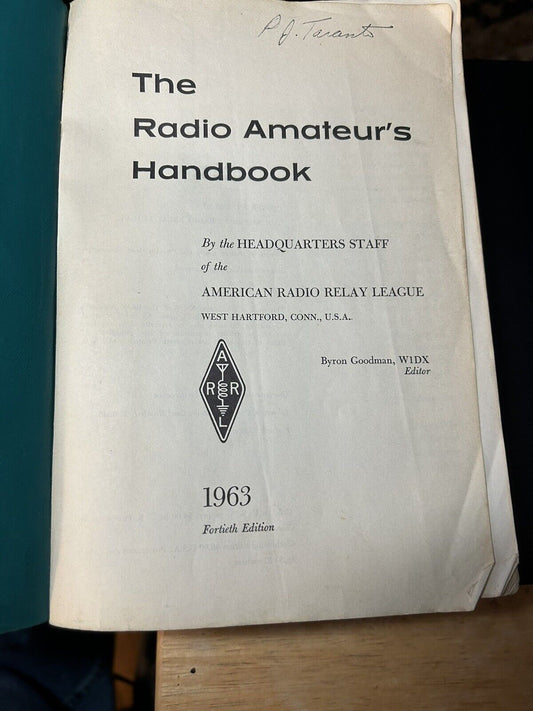 P. J. Taranto
The
Radio Amateur's
Handbook
By the HEADQUARTERS STAFF
of the
AMERICAN RADIO RELAY LEAGUE
WEST HARTFORD, CONN., U.S.A.
Byron Goodman, W1DX
Editor
A
R R
L
1963
Fortieth Edition